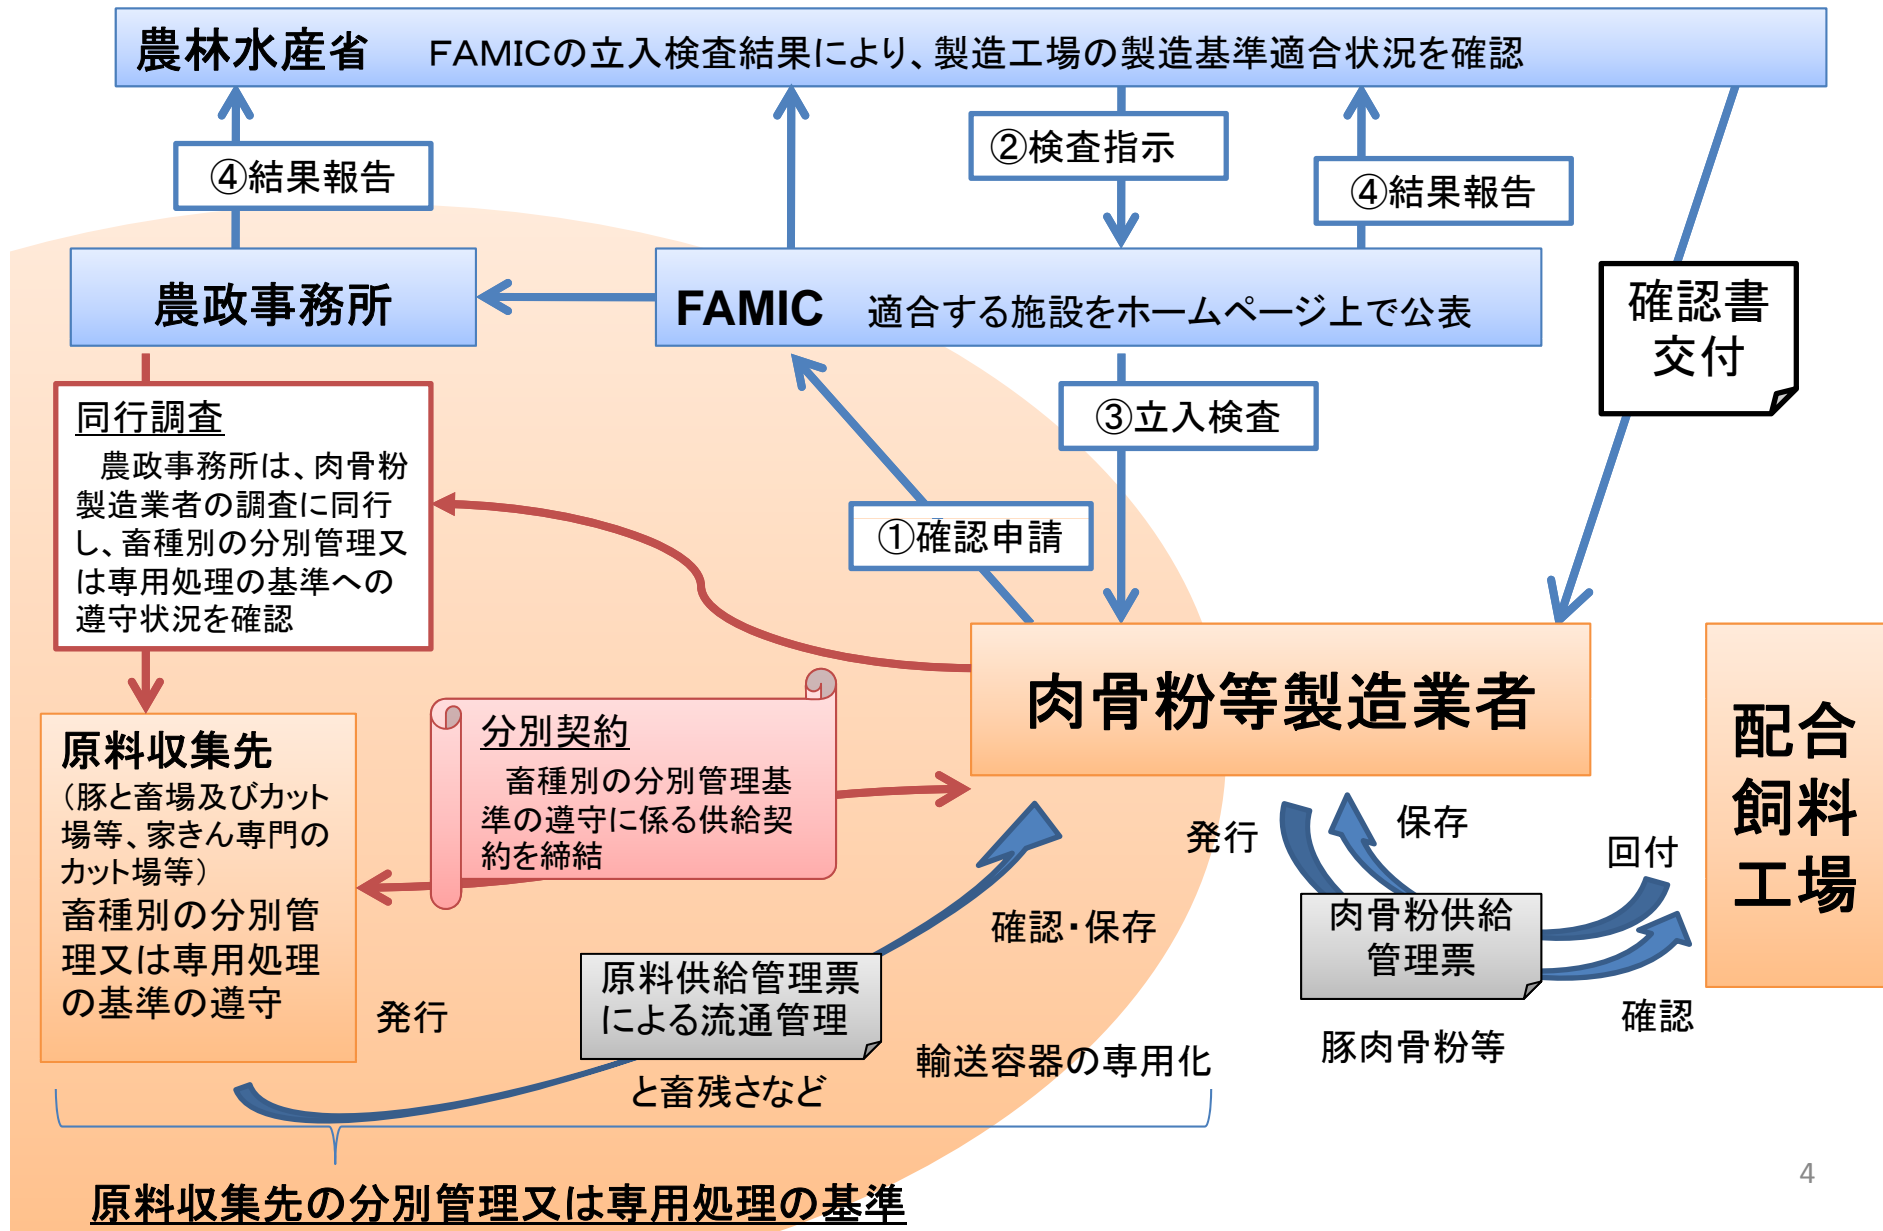 農林水産省 FAMICの立入検査結果により、製造工場の製造基準適合状況を確認
④結果報告
②検査指示
④結果報告
農政事務所
FAMIC 適合する施設をホームページ上で公表
確認書
交付
同行調査
農政事務所は、肉骨粉
製造業者の調査に同行
し、畜種別の分別管理又
は専用処理の基準への
遵守状況を確認
③立入検査
①確認申請
肉骨粉等製造業者
配合
飼料
工場
原料収集先
（豚と畜場及びカット
場等、家きん専門の
カット場等）
畜種別の分別管
理又は専用処理
の基準の遵守
分別契約
畜種別の分別管理基
準の遵守に係る供給契
約を締結
発行
保存
回付
肉骨粉供給
管理票
確認
豚肉骨粉等
確認・保存
原料供給管理票
による流通管理
発行
輸送容器の専用化
と畜残さなど
原料収集先の分別管理又は専用処理の基準
4